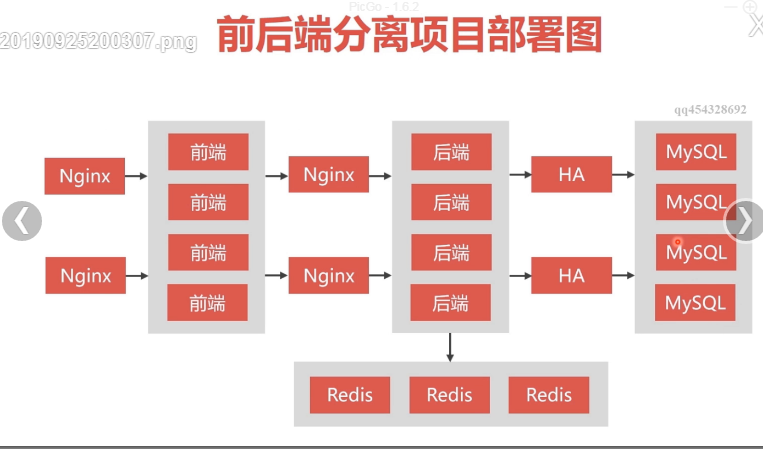 PicGo - 1.6.2
20190925200307.png
前后端分离项目部署图
qq454328692
前端
后端
MySQL
Nginx
Nginx
HA
前端
后端
MySQL
前端
后端
MySQL
Nginx
Nginx
HA
前端
后端
MySQL
Redis Redis Redis